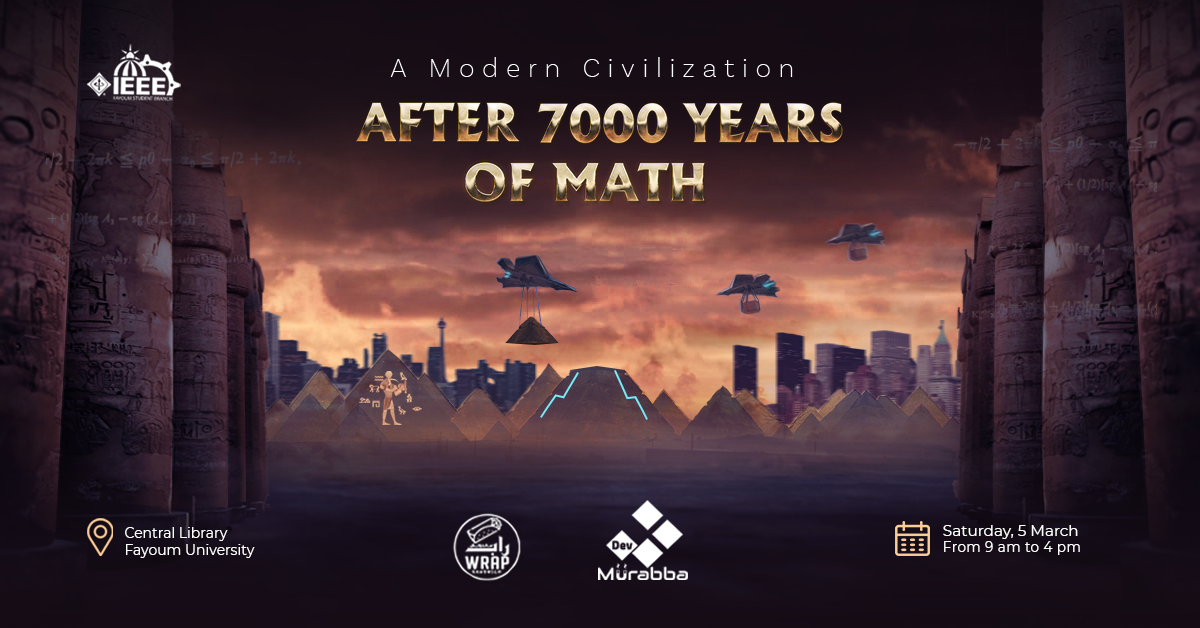 IEEE
FAYOUM STUDENT BRANCH
A Modern Civilization
AFTER 7000 YEARS
OF MATH
Central Library
Fayoum University
راب
WRAP
Dev
Murabba
Saturday, 5 March
From 9 am to 4 pm